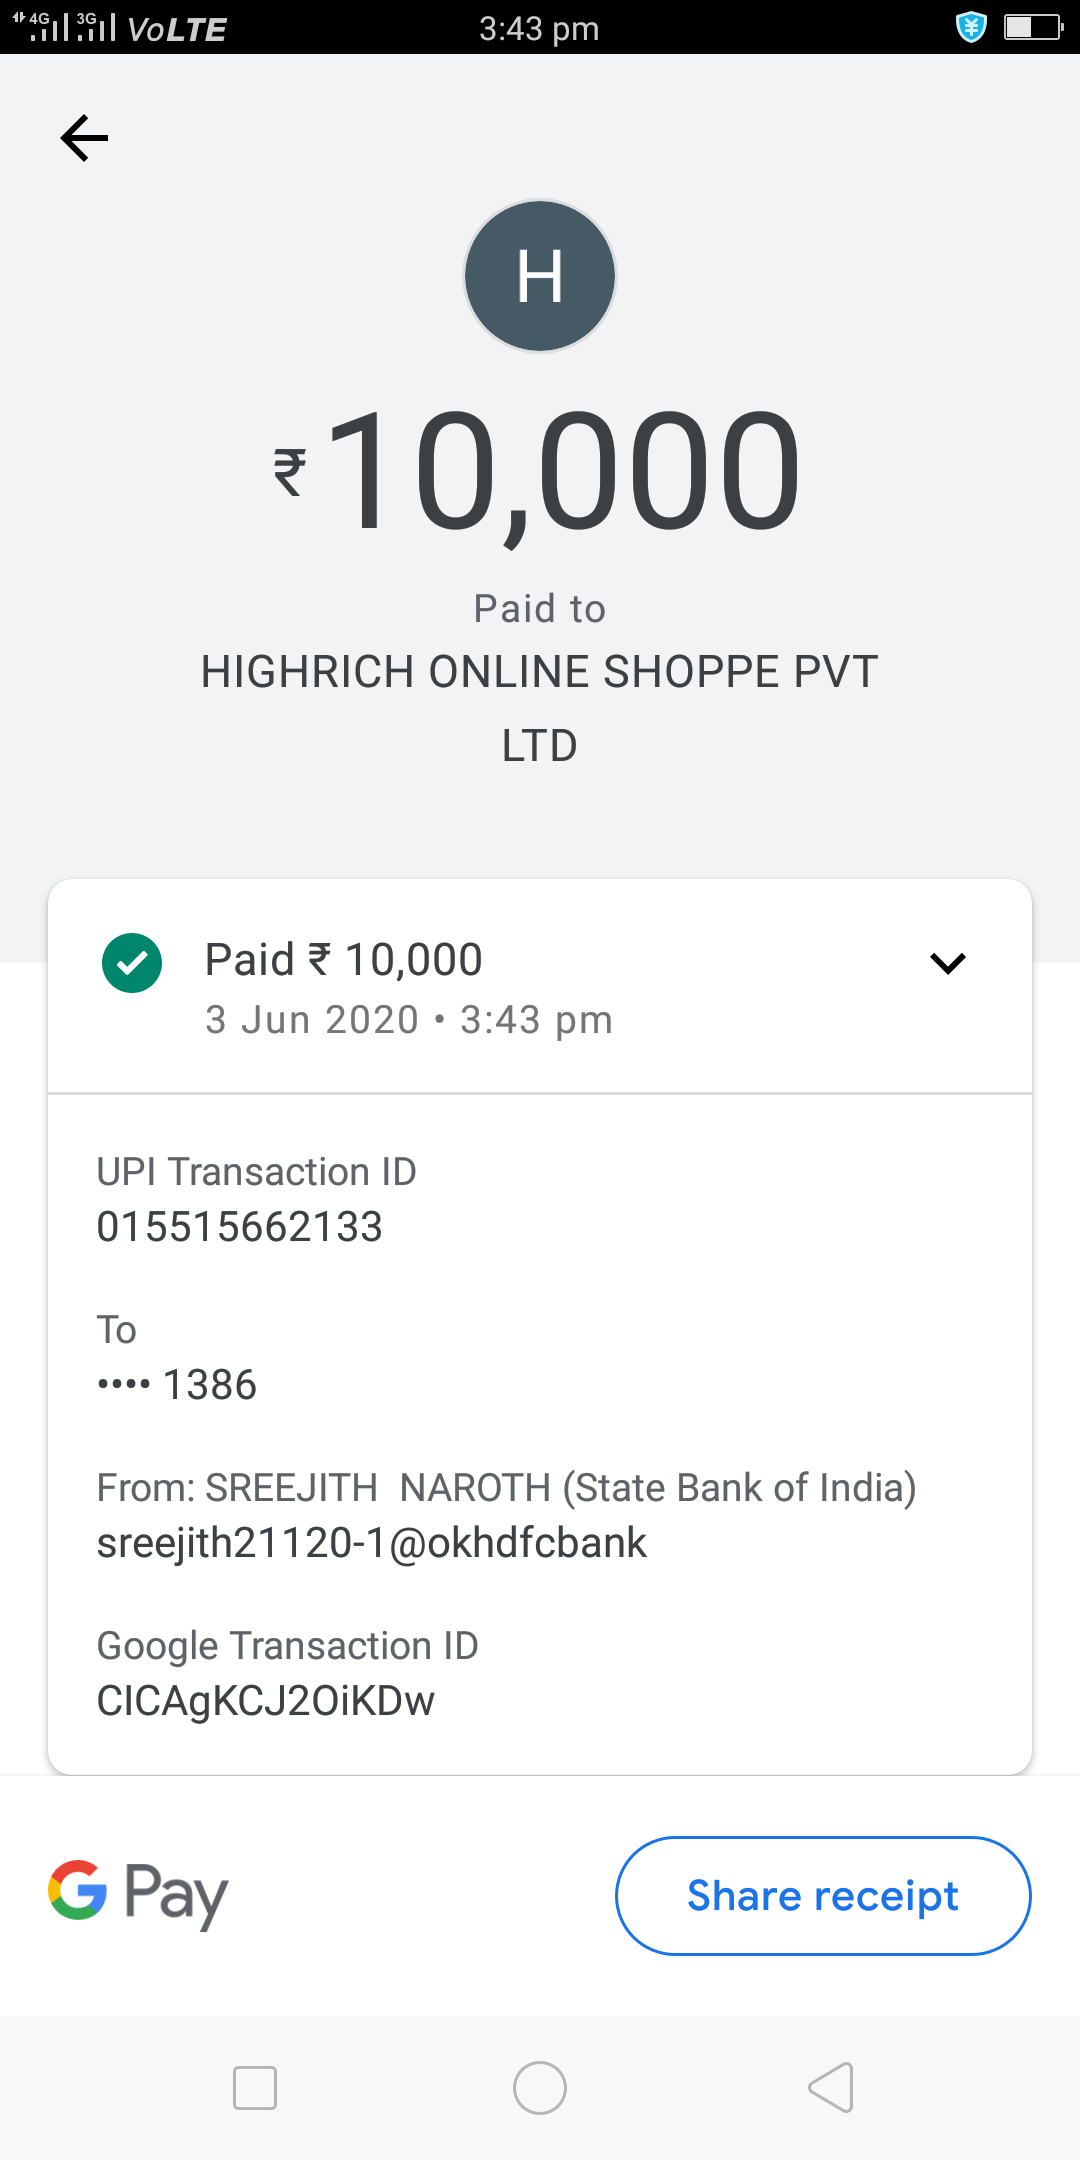 4G 3G VoLTE 3:43 pm
H
₹10,000
Paid to
HIGHRICH ONLINE SHOPPE PVT
LTD
Paid ₹ 10,000
3 Jun 2020 • 3:43 pm
UPI Transaction ID
015515662133
To
•••• 1386
From: SREEJITH  NAROTH (State Bank of India)
sreejith21120-1@okhdfcbank
Google Transaction ID
CICAgKCJ2OiKDw
G Pay
Share receipt